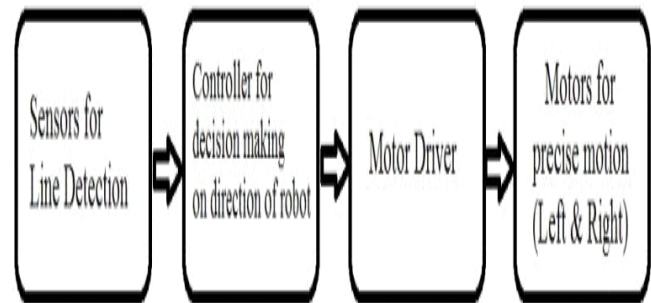 Sensors for
Line Detection
Controller for
decision making
on direction of robot
Motor Driver
Motors for
precise motion
(Left & Right)